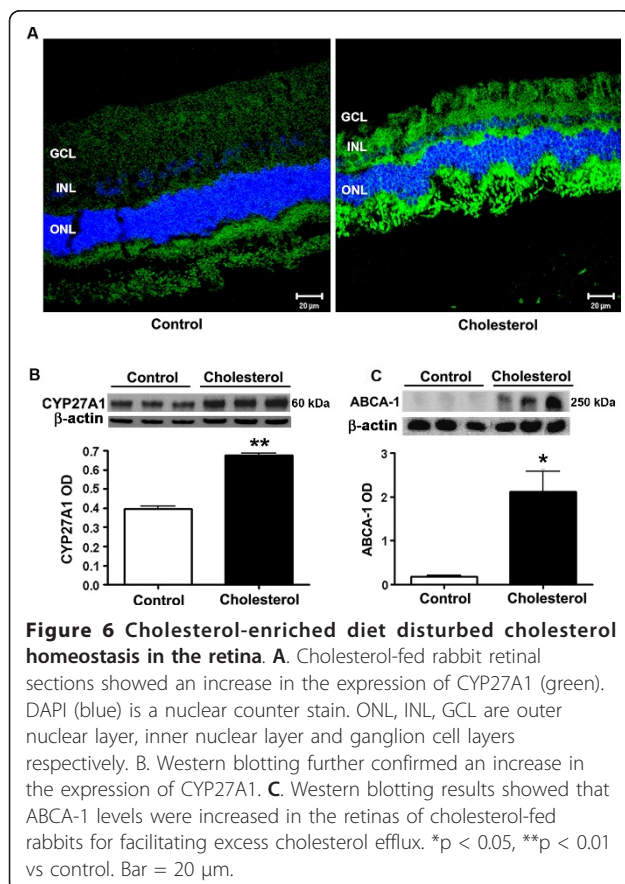 A
GCL
INL
ONL
20 µm
Control
GCL
INL
ONL
20 µm
Cholesterol
B
Control Cholesterol
CYP27A1 60 kDa
β-actin
**
CYP27A1 OD
0.7
0.6
0.5
0.4
0.3
0.2
0.1
0.0
Control Cholesterol
C
Control Cholesterol
ABCA-1 250 kDa
β-actin
*
ABCA-1 OD
3
2
1
0
Control Cholesterol
Figure 6 Cholesterol-enriched diet disturbed cholesterol
homeostasis in the retina. A. Cholesterol-fed rabbit retinal
sections showed an increase in the expression of CYP27A1 (green).
DAPI (blue) is a nuclear counter stain. ONL, INL, GCL are outer
nuclear layer, inner nuclear layer and ganglion cell layers
respectively. B. Western blotting further confirmed an increase in
the expression of CYP27A1. C. Western blotting results showed that
ABCA-1 levels were increased in the retinas of cholesterol-fed
rabbits for facilitating excess cholesterol efflux. *p < 0.05, **p < 0.01
vs control. Bar = 20 µm.